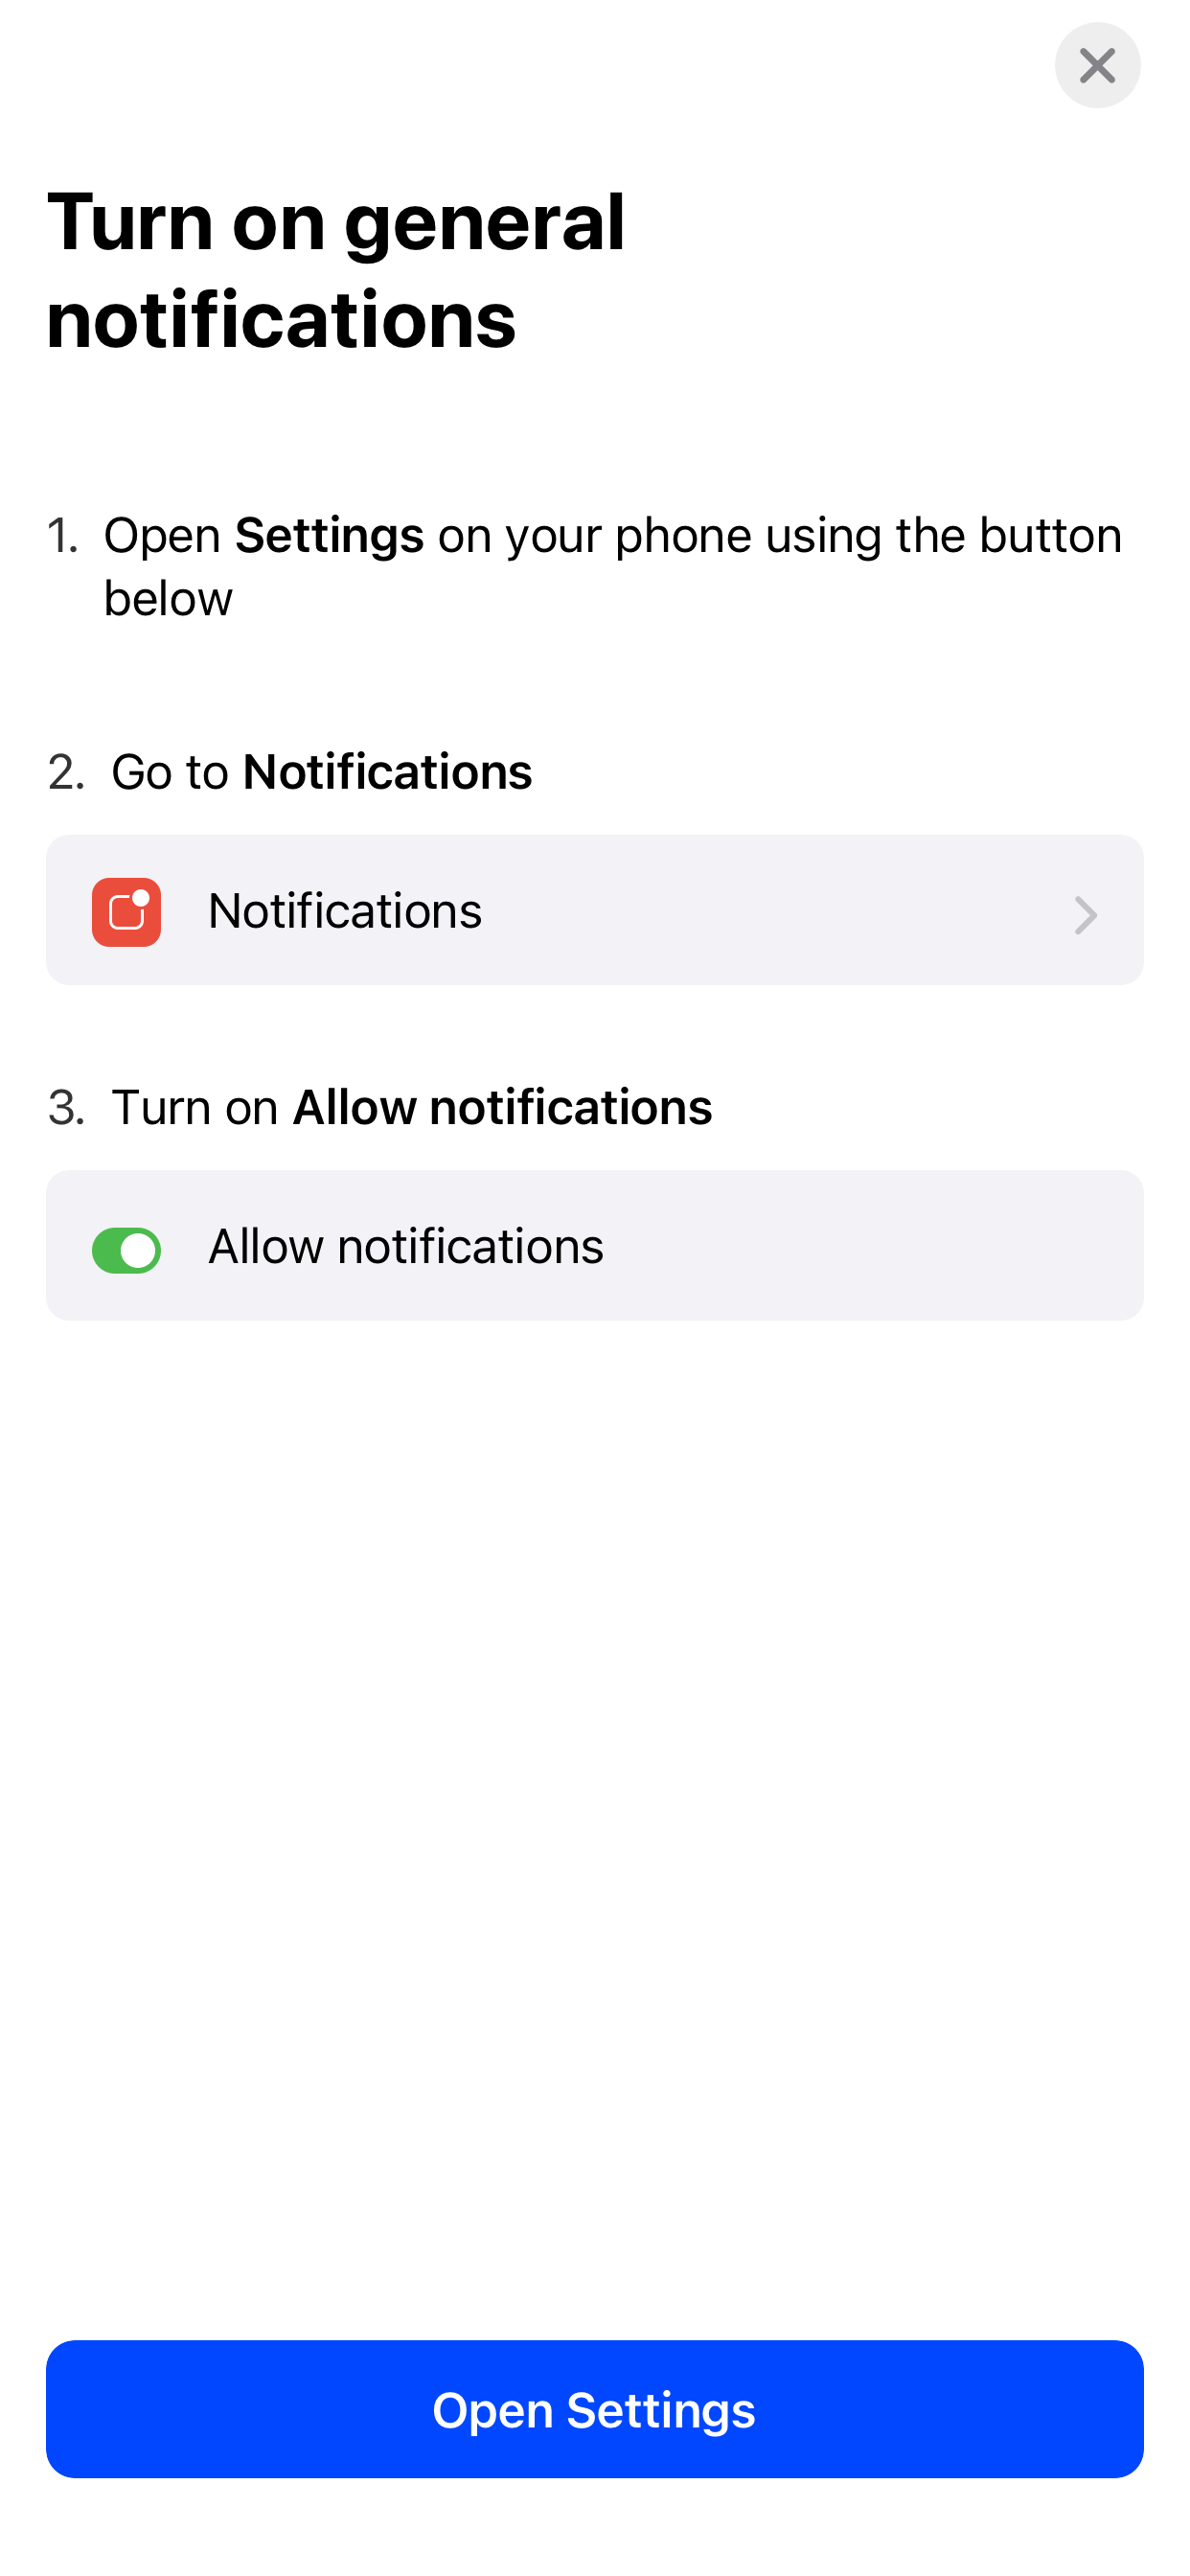 Turn on general
notifications
1. Open Settings on your phone using the button
below
2. Go to Notifications
Notifications
3. Turn on Allow notifications
Allow notifications
Open Settings